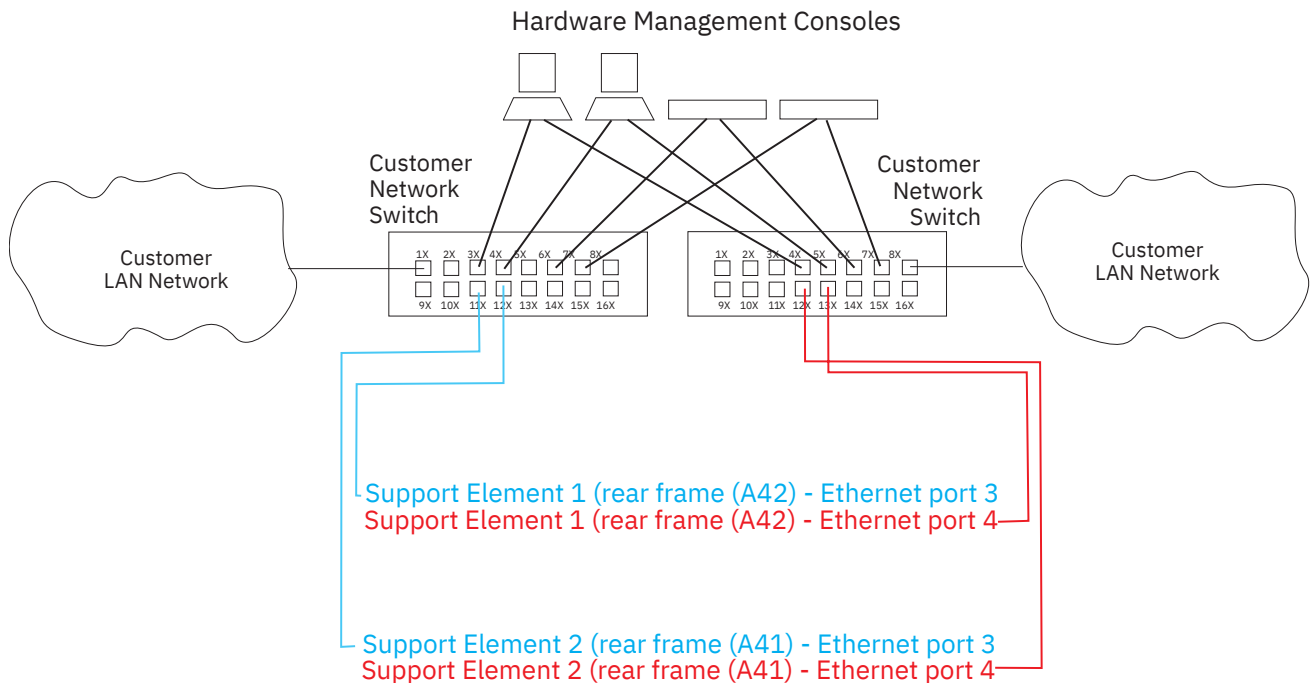 Hardware Management Consoles
Customer
Network
Switch
Customer
Network
Switch
Customer
LAN Network
Customer
LAN Network
1X 2X 3X 4X 5X 6X 7X 8X
9X 10X 11X 12X 13X 14X 15X 16X
1X 2X 3X 4X 5X 6X 7X 8X
9X 10X 11X 12X 13X 14X 15X 16X
Support Element 1 (rear frame (A42) - Ethernet port 3
Support Element 1 (rear frame (A42) - Ethernet port 4
Support Element 2 (rear frame (A41) - Ethernet port 3
Support Element 2 (rear frame (A41) - Ethernet port 4